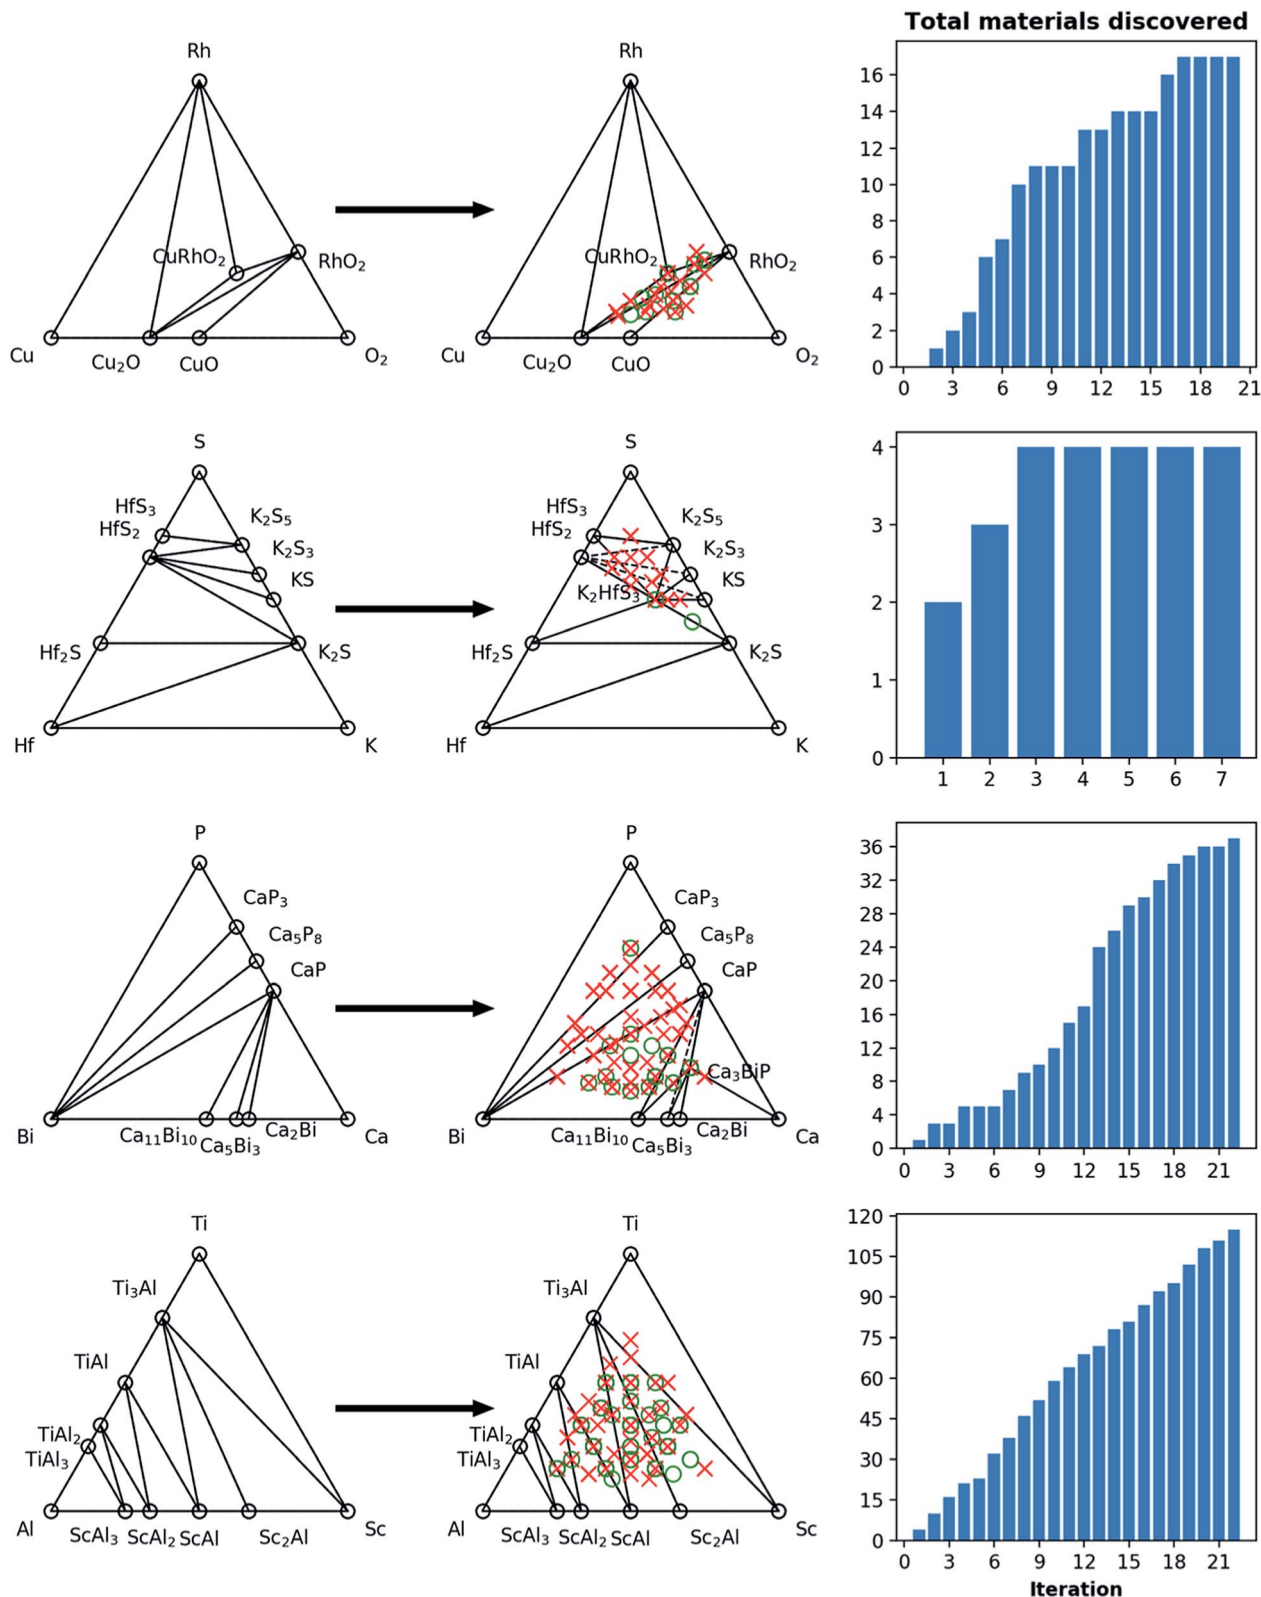 Total materials discovered
Rh
CuRhO₂
RhO₂
Cu
Cu₂O
CuO
O₂
Rh
CuRhO₂
RhO₂
Cu
Cu₂O
CuO
O₂
16
14
12
10
8
6
4
2
0
0 3 6 9 12 15 18 21
S
HfS₃
HfS₂
K₂S₅
K₂S₃
KS
Hf₂S
K₂S
Hf
K
S
HfS₃
HfS₂
K₂S₅
K₂S₃
KS
K₂HfS₃
Hf₂S
K₂S
Hf
K
4
3
2
1
0
1 2 3 4 5 6 7
P
CaP₃
Ca₅P₈
CaP
Bi
Ca₁₁Bi₁₀
Ca₅Bi₃
Ca₂Bi
Ca
P
CaP₃
Ca₅P₈
CaP
Ca₃BiP
Bi
Ca₁₁Bi₁₀
Ca₅Bi₃
Ca₂Bi
Ca
36
32
28
24
20
16
12
8
4
0
0 3 6 9 12 15 18 21
Ti
Ti₃Al
TiAl
TiAl₂
TiAl₃
Al
ScAl₃
ScAl₂
ScAl
Sc₂Al
Sc
Ti
Ti₃Al
TiAl
TiAl₂
TiAl₃
Al
ScAl₃
ScAl₂
ScAl
Sc₂Al
Sc
120
105
90
75
60
45
30
15
0
0 3 6 9 12 15 18 21
Iteration